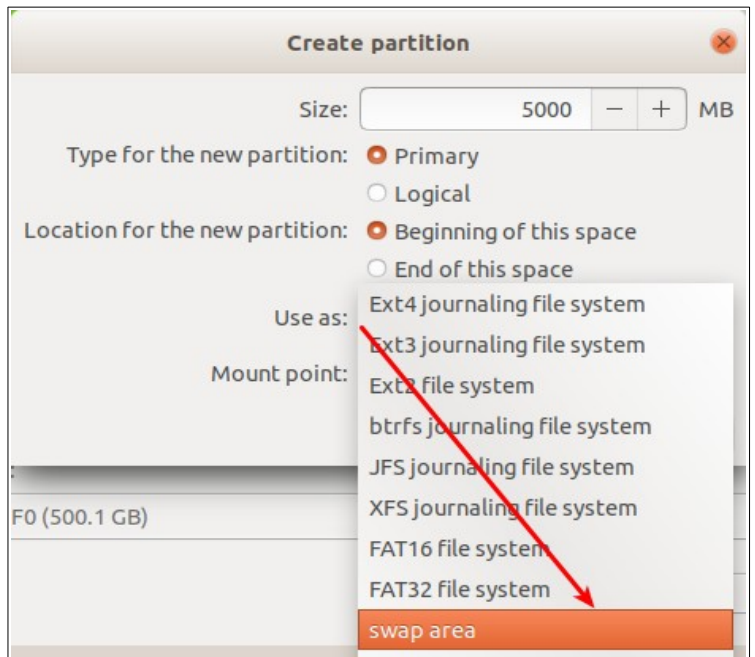 Create partition
Size: 5000 − + MB
Type for the new partition: Primary
Logical
Location for the new partition: Beginning of this space
End of this space
Use as:
Mount point:
Ext4 journaling file system
Ext3 journaling file system
Ext2 file system
btrfs journaling file system
JFS journaling file system
XFS journaling file system
FAT16 file system
FAT32 file system
swap area
F0 (500.1 GB)